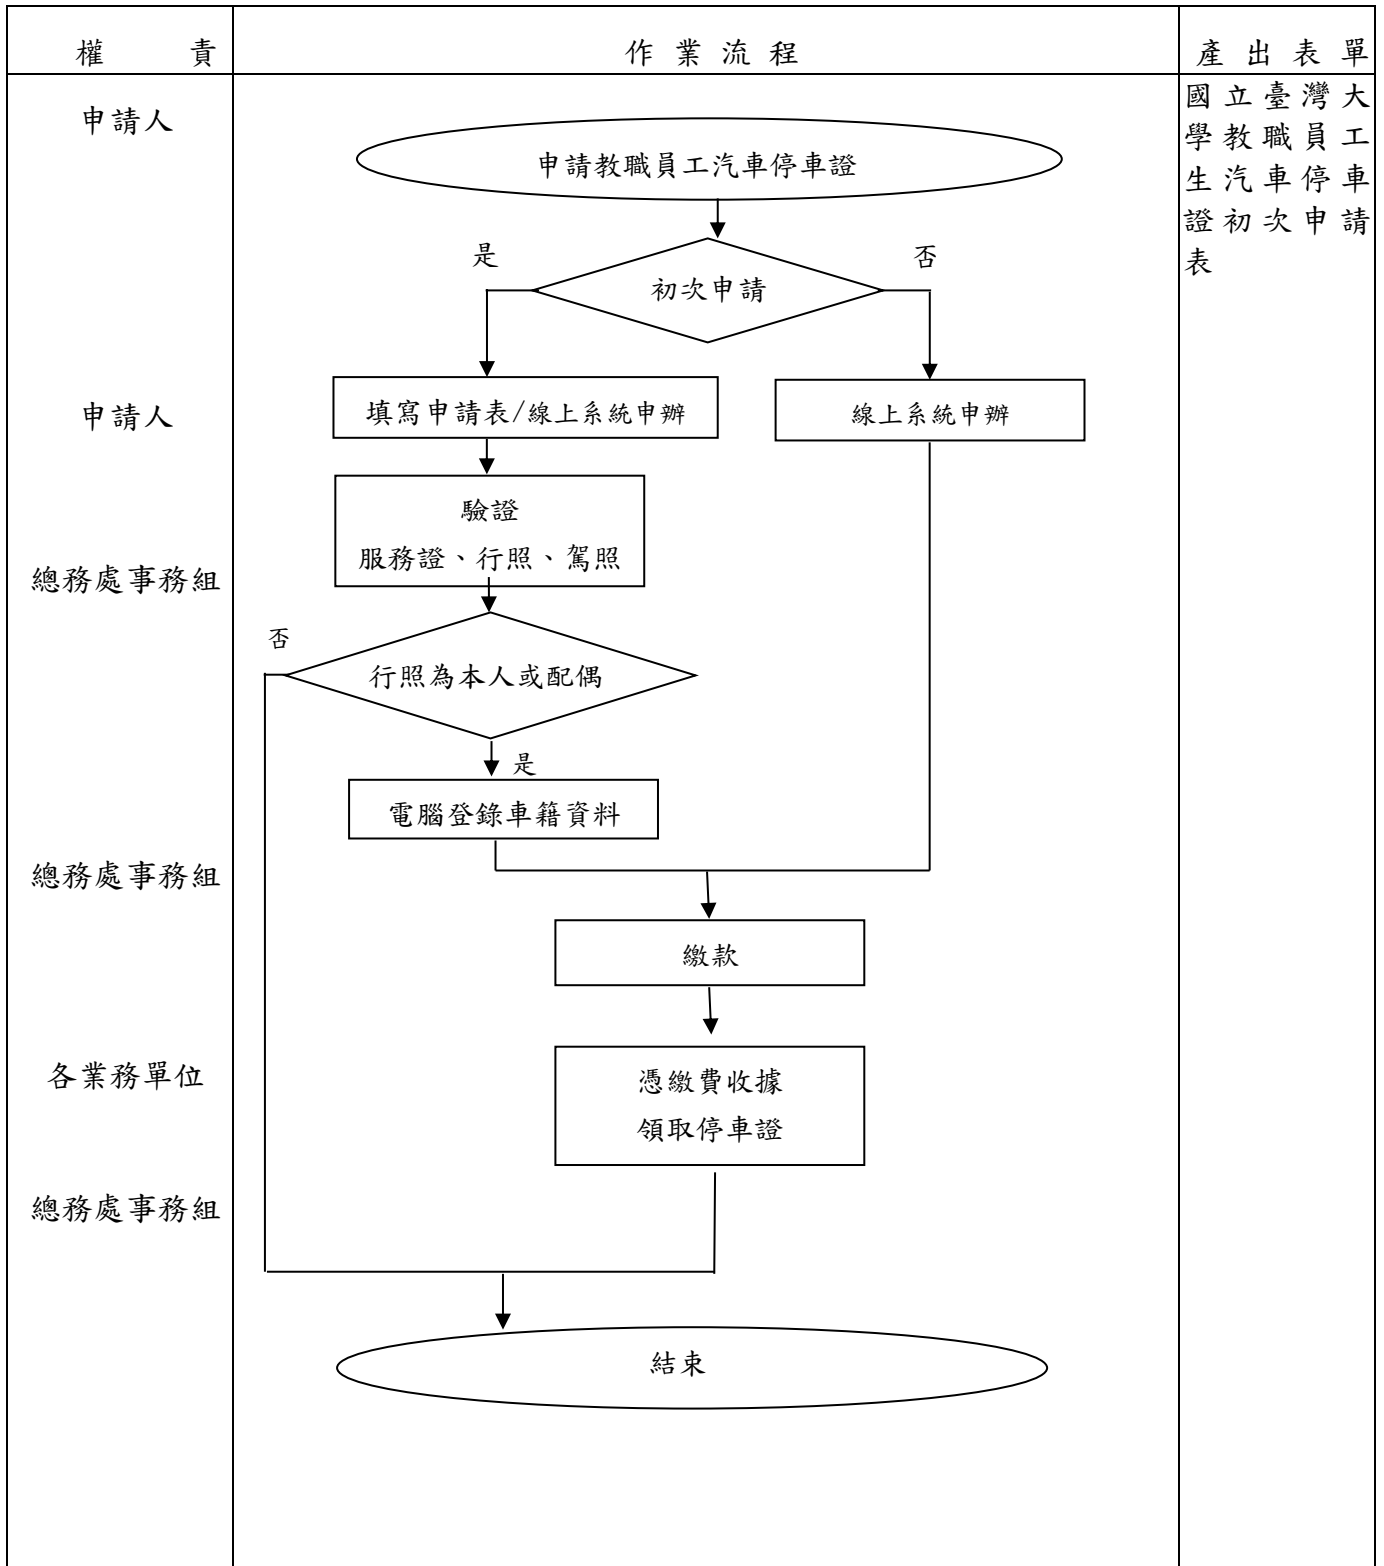 權責
作業流程
產出表單
申請人
申請教職員工汽車停車證
國立臺灣大
學教職員工
生汽車停車
證初次申請
表
是
否
初次申請
申請人
填寫申請表/線上系統申辦
線上系統申辦
驗證
服務證、行照、駕照
總務處事務組
否
行照為本人或配偶
是
電腦登錄車籍資料
總務處事務組
繳款
各業務單位
憑繳費收據
領取停車證
總務處事務組
結束